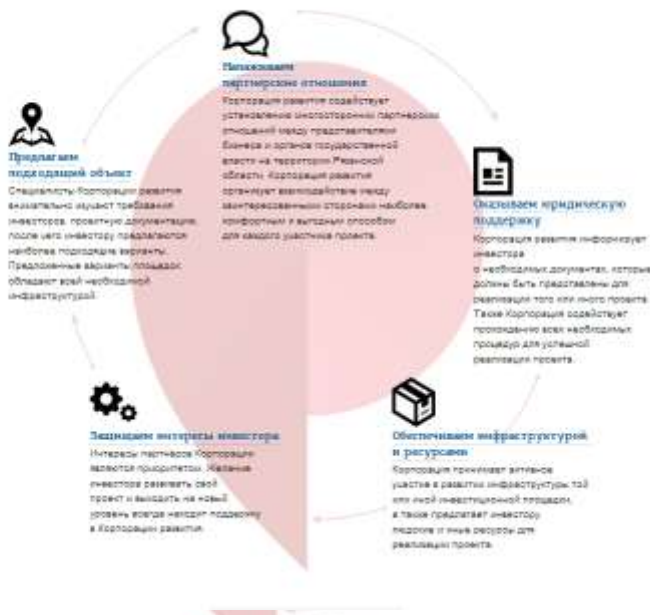 Налаживаем
партнерские отношения
Корпорация развития содействует
установлению многосторонних партнерских
отношений между представителями
бизнеса и органов государственной
власти на территории Рязанской
области. Корпорация развития
организует взаимодействие между
заинтересованными сторонами наиболее
комфортным и выгодным способом
для каждого участника проекта.
Предлагаем
подходящий объект
Специалисты Корпорации развития
внимательно изучают требования
инвесторов, проектную документацию,
после чего инвестору предлагаются
наиболее подходящие варианты.
Предложенные варианты площадок
обладают всей необходимой
инфраструктурой.
Оказываем юридическую
поддержку
Корпорация развития информирует
инвестора
о необходимых документах, которые
должны быть представлены для
реализации того или иного проекта.
Также Корпорация содействует
прохождению всех необходимых
процедур для успешной
реализации проекта.
Защищаем интересы инвестора
Интересы партнеров Корпорации
являются приоритетом. Желание
инвестора развивать свой
проект и выходить на новый
уровень всегда находит поддержку
в Корпорации развития.
Обеспечиваем инфраструктурой
и ресурсами
Корпорация принимает активное
участие в развитии инфраструктуры той
или иной инвестиционной площадки,
а также предлагает инвестору
людские и иные ресурсы для
реализации проекта.